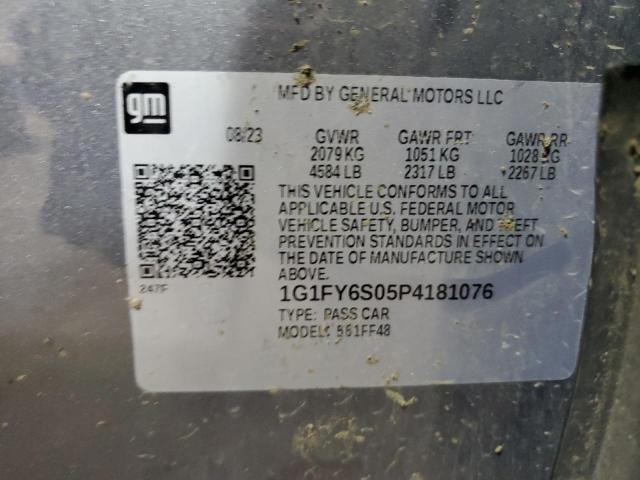 gm
MFD BY GENERAL MOTORS LLC
08/23 GVWR GAWR FRT GAWR RR
2079 KG 1051 KG 1028 KG
4584 LB 2317 LB 2267 LB
THIS VEHICLE CONFORMS TO ALL
APPLICABLE U.S. FEDERAL MOTOR
VEHICLE SAFETY, BUMPER, AND THEFT
PREVENTION STANDARDS IN EFFECT ON
THE DATE OF MANUFACTURE SHOWN
ABOVE.
247F
1G1FY6S05P4181076
TYPE: PASS CAR
MODEL: